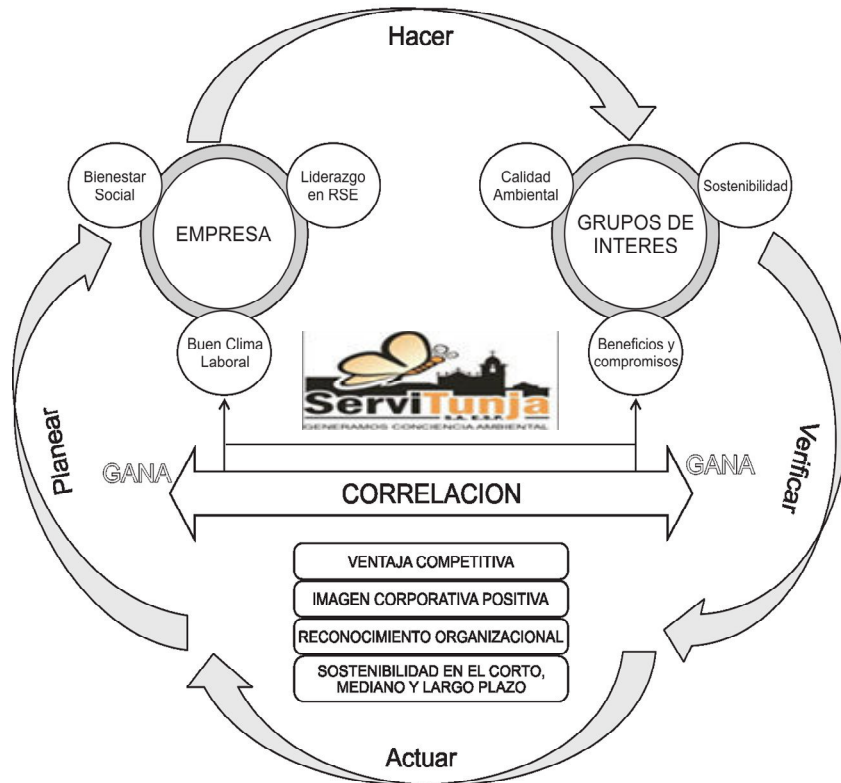 Hacer
Bienestar
Social
Liderazgo
en RSE
EMPRESA
Buen Clima
Laboral
Calidad
Ambiental
Sostenibilidad
GRUPOS DE
INTERES
Beneficios y
compromisos
ServiTunja
S.A. E.S.P.
GENERAMOS CONCIENCIA AMBIENTAL
Planear
Verificar
GANA
GANA
CORRELACION
VENTAJA COMPETITIVA
IMAGEN CORPORATIVA POSITIVA
RECONOCIMIENTO ORGANIZACIONAL
SOSTENIBILIDAD EN EL CORTO,
MEDIANO Y LARGO PLAZO
Actuar